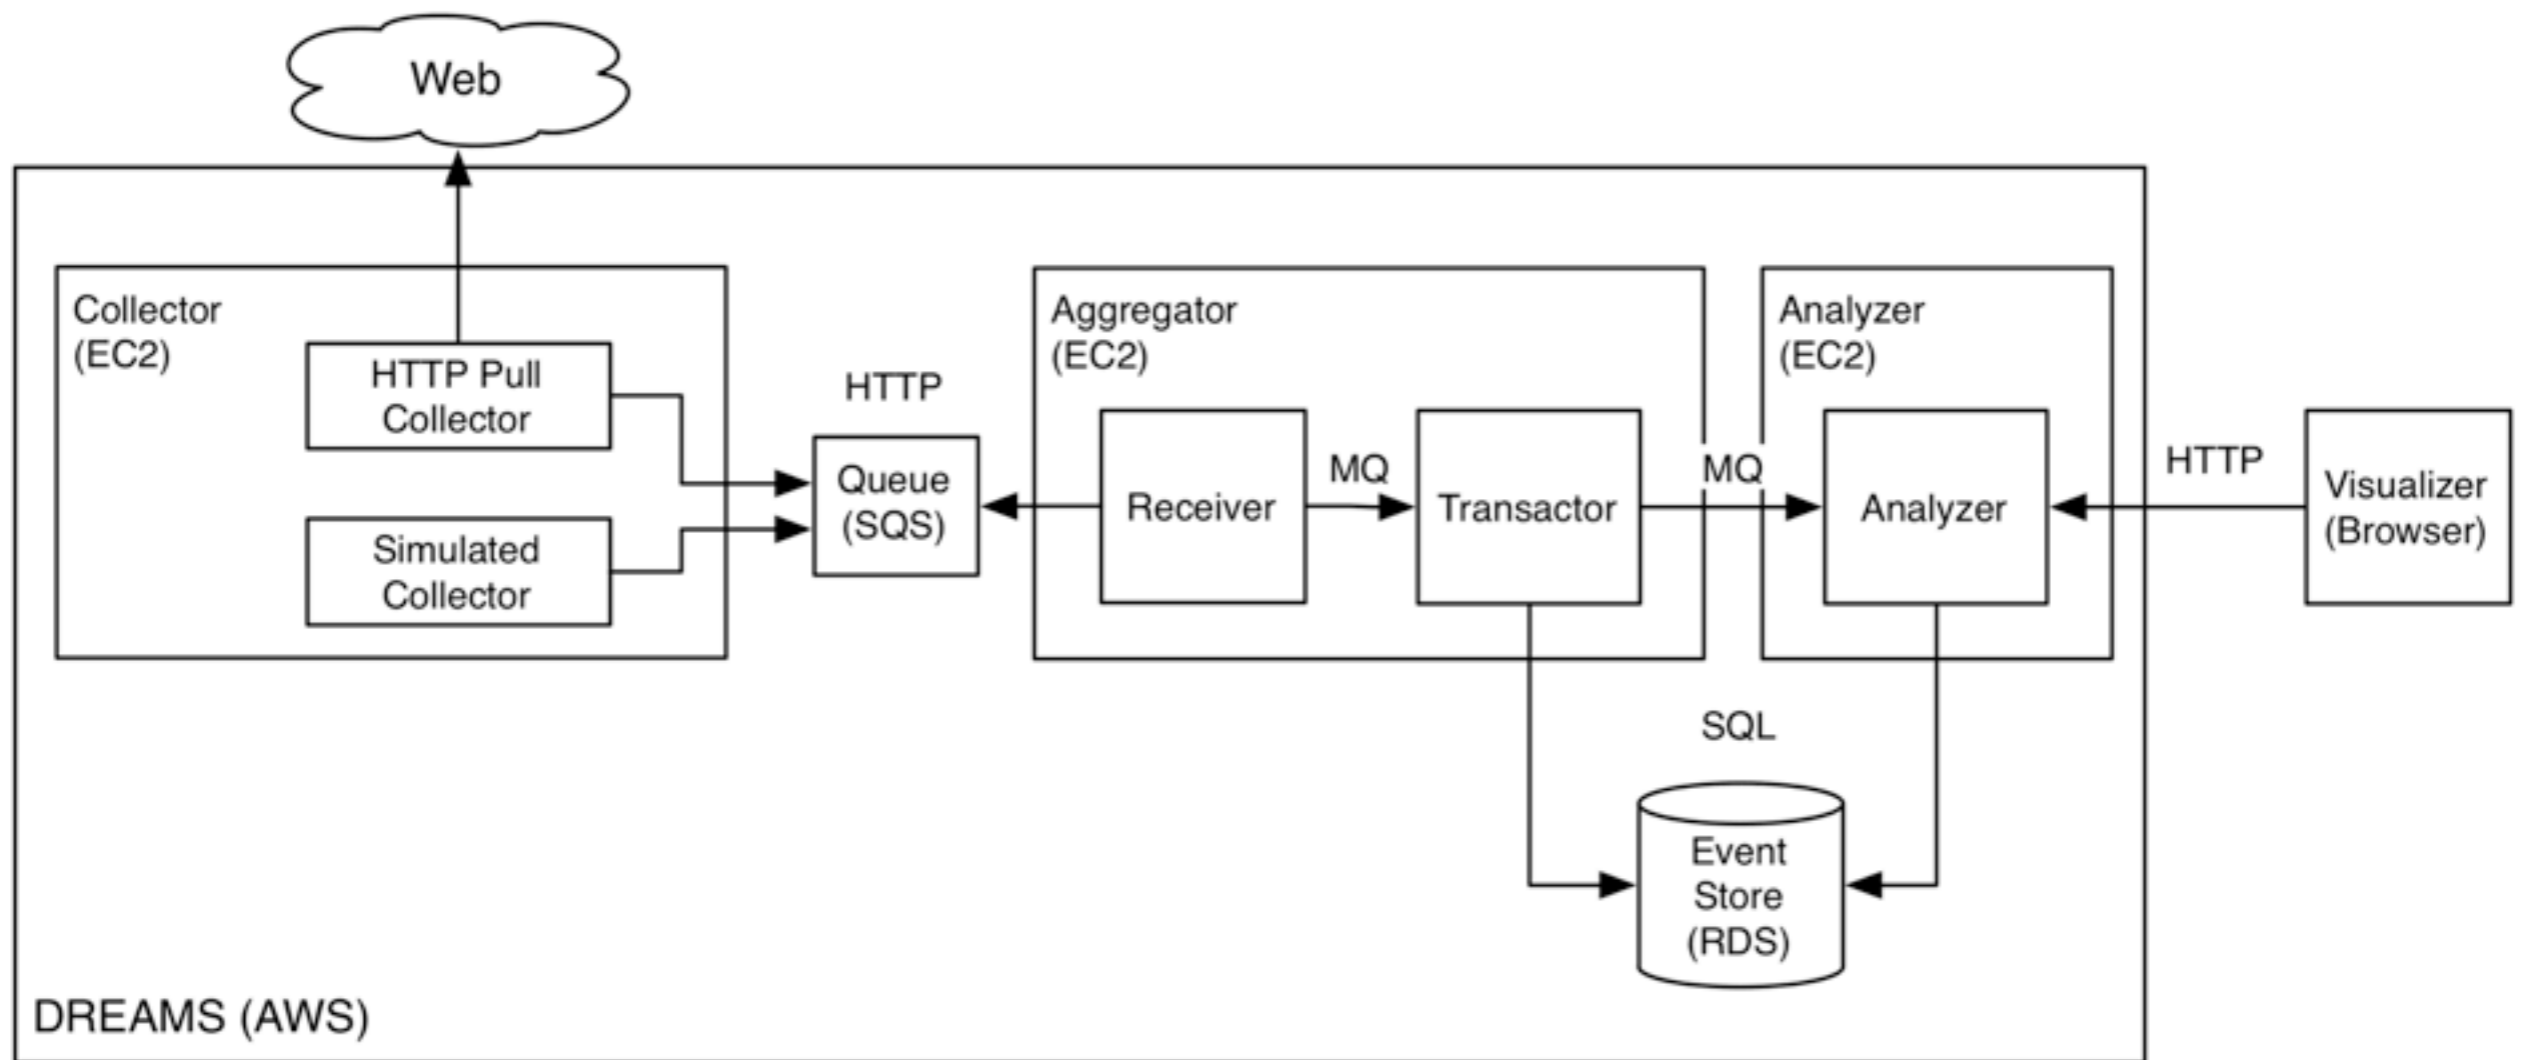 Web
Collector
(EC2)
HTTP Pull
Collector
Simulated
Collector
HTTP
Queue
(SQS)
Aggregator
(EC2)
Receiver
MQ
Transactor
MQ
Analyzer
(EC2)
Analyzer
HTTP
Visualizer
(Browser)
SQL
Event
Store
(RDS)
DREAMS (AWS)